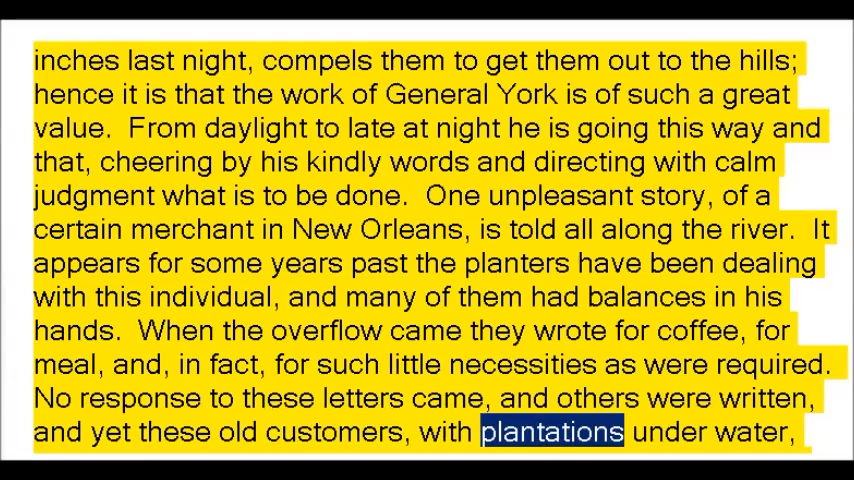 inches last night, compels them to get them out to the hills;
hence it is that the work of General York is of such a great
value.  From daylight to late at night he is going this way and
that, cheering by his kindly words and directing with calm
judgment what is to be done.  One unpleasant story, of a
certain merchant in New Orleans, is told all along the river.  It
appears for some years past the planters have been dealing
with this individual, and many of them had balances in his
hands.  When the overflow came they wrote for coffee, for
meal, and, in fact, for such little necessities as were required.
No response to these letters came, and others were written,
and yet these old customers, with plantations under water,